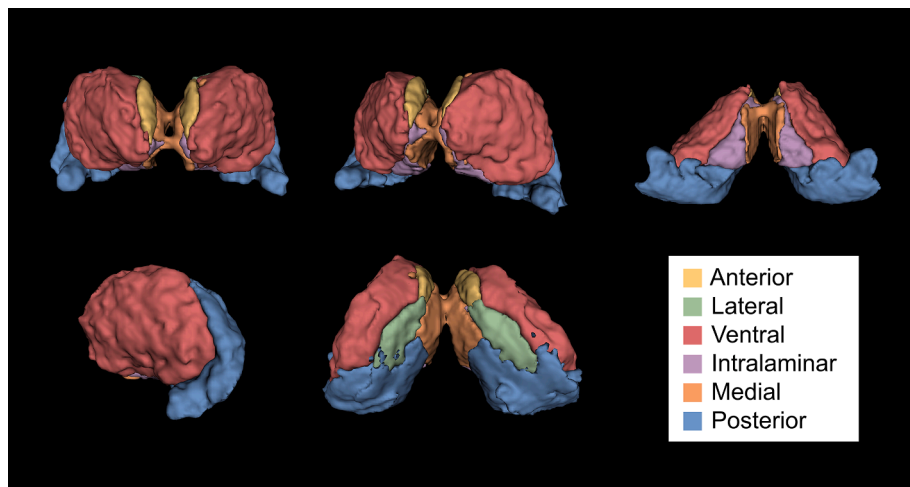 Anterior
Lateral
Ventral
Intralaminar
Medial
Posterior